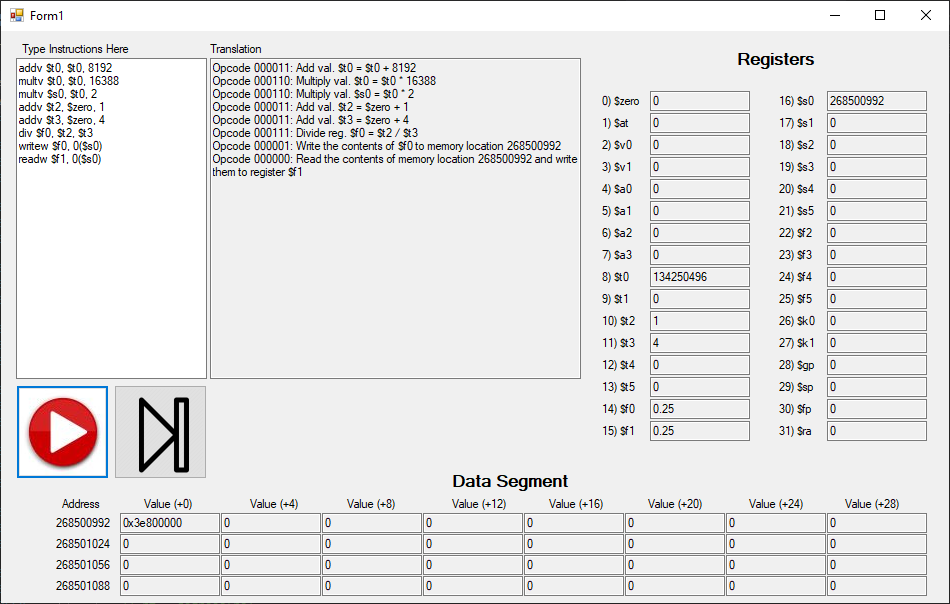 Form1
Type Instructions Here
addv $t0, $t0, 8192
multv $t0, $t0, 16388
multv $s0, $t0, 2
addv $t2, $zero, 1
addv $t3, $zero, 4
div $f0, $t2, $t3
writew $f0, 0($s0)
readw $f1, 0($s0)
Translation
Opcode 000011: Add val. $t0 = $t0 + 8192
Opcode 000110: Multiply val. $t0 = $t0 * 16388
Opcode 000110: Multiply val. $s0 = $t0 * 2
Opcode 000011: Add val. $t2 = $zero + 1
Opcode 000011: Add val. $t3 = $zero + 4
Opcode 000111: Divide reg. $f0 = $t2 / $t3
Opcode 000001: Write the contents of $f0 to memory location 268500992
Opcode 000000: Read the contents of memory location 268500992 and write
them to register $f1
Registers
0) $zero 0 16) $s0 268500992
1) $at 0 17) $s1 0
2) $v0 0 18) $s2 0
3) $v1 0 19) $s3 0
4) $a0 0 20) $s4 0
5) $a1 0 21) $s5 0
6) $a2 0 22) $f2 0
7) $a3 0 23) $f3 0
8) $t0 134250496 24) $f4 0
9) $t1 0 25) $f5 0
10) $t2 1 26) $k0 0
11) $t3 4 27) $k1 0
12) $t4 0 28) $gp 0
13) $t5 0 29) $sp 0
14) $f0 0.25 30) $fp 0
15) $f1 0.25 31) $ra 0
Data Segment
Address Value (+0) Value (+4) Value (+8) Value (+12) Value (+16) Value (+20) Value (+24) Value (+28)
268500992 0x3e800000 0 0 0 0 0 0 0
268501024 0 0 0 0 0 0 0 0
268501056 0 0 0 0 0 0 0 0
268501088 0 0 0 0 0 0 0 0